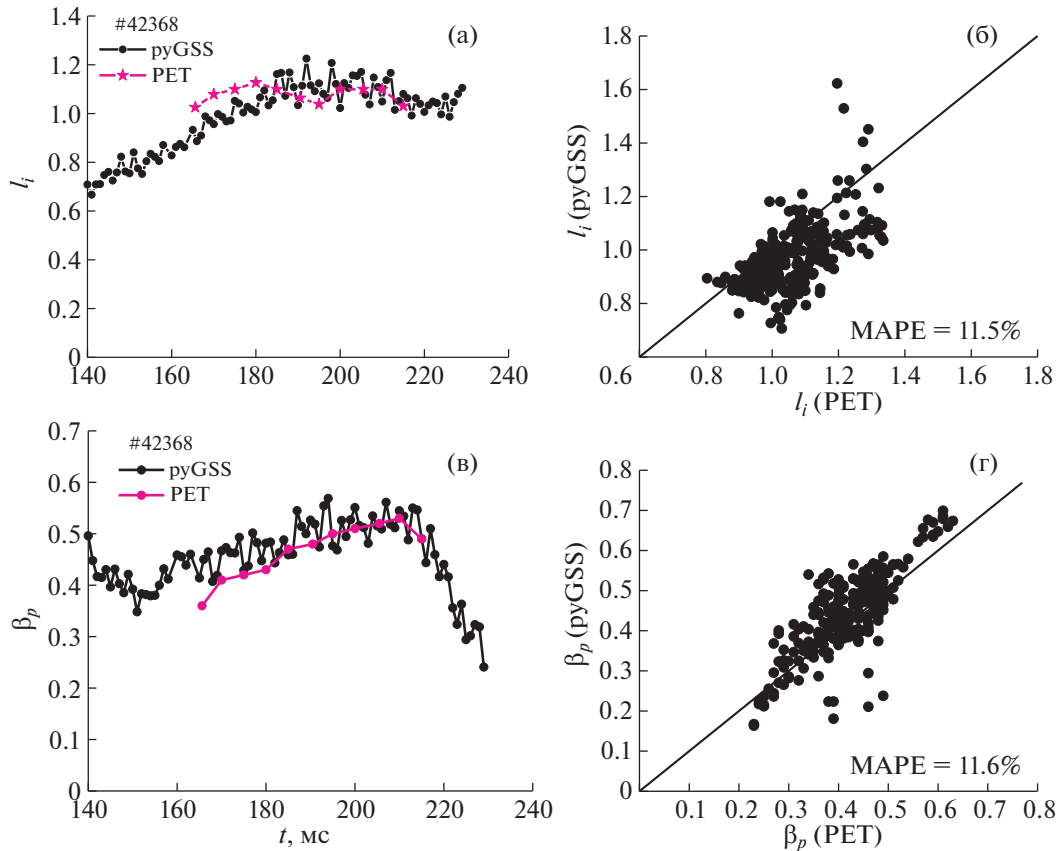 (а)
#42368
pyGSS
PET
l_i
1.4
1.2
1.0
0.8
0.6
0.4
0.2
0
140 160 180 200 220 240
(б)
l_i (pyGSS)
1.8
1.6
1.4
1.2
1.0
0.8
0.6
0.8 1.0 1.2 1.4 1.6 1.8
MAPE = 11.5%
l_i (PET)
(в)
#42368
pyGSS
PET
β_p
0.7
0.6
0.5
0.4
0.3
0.2
0.1
0
140 160 180 200 220 240
t, мс
(г)
β_p (pyGSS)
0.8
0.7
0.6
0.5
0.4
0.3
0.2
0.1
0
0.1 0.2 0.3 0.4 0.5 0.6 0.7 0.8
MAPE = 11.6%
β_p (PET)